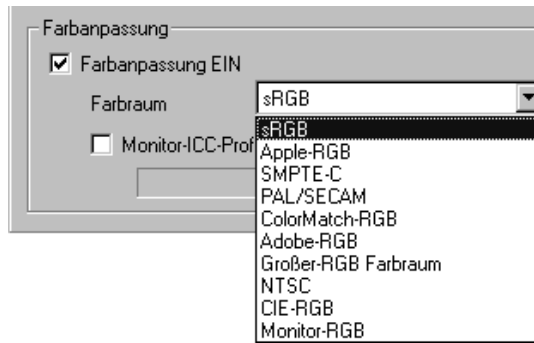 Farbanpassung
Farbanpassung EIN
Farbraum
sRGB
sRGB
Monitor-ICC-Prof
Apple-RGB
SMPTE-C
PAL/SECAM
ColorMatch-RGB
Adobe-RGB
Großer-RGB Farbraum
NTSC
CIE-RGB
Monitor-RGB